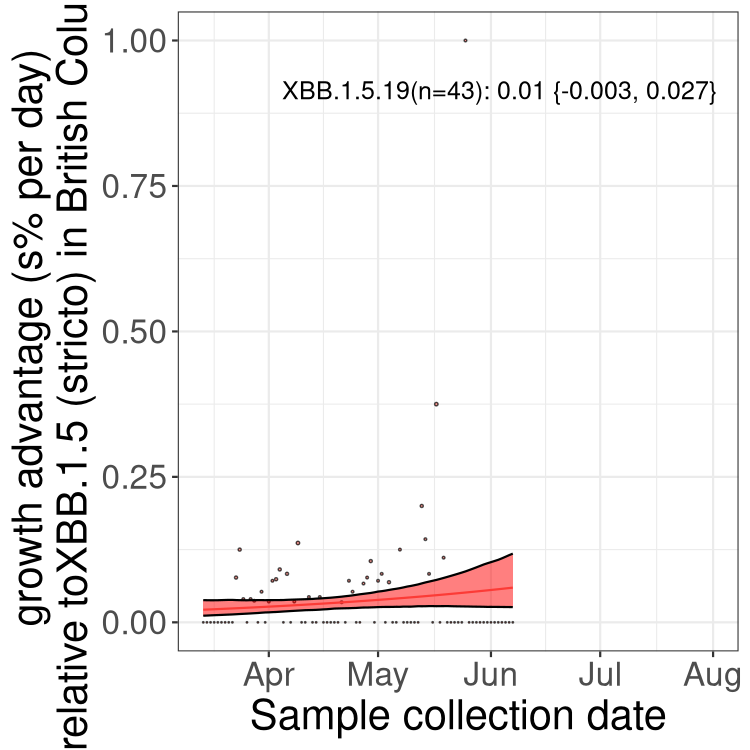 growth advantage (s% per day)
relative toXBB.1.5 (stricto) in British Colu
1.00
0.75
0.50
0.25
0.00
XBB.1.5.19(n=43): 0.01 {-0.003, 0.027}
Apr May Jun Jul Aug
Sample collection date